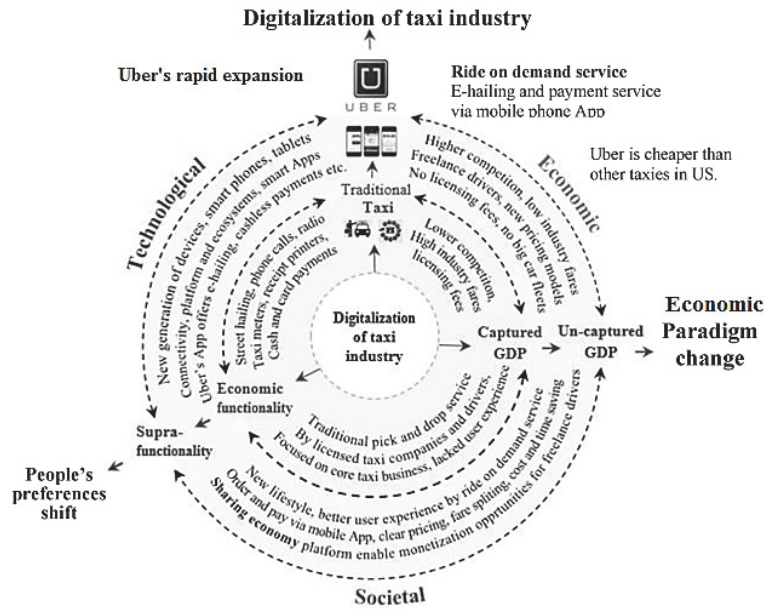 Digitalization of taxi industry
Uber's rapid expansion
UBER
Ride on demand service
E-hailing and payment service
via mobile phone App
Uber is cheaper than
other taxies in US.
Technological
New generation of devices, smart phones, tablets
Connectivity, platform and ecosystems, smart Apps
Uber's App offers e-hailing, cashless payments etc.
Street hailing, phone calls, radio
Taxi meters, receipt printers,
Cash and card payments
Traditional
Taxi
Economic
Higher competition, low industry fares
Freelance drivers, new pricing models
No licensing fees, no big car fleets
Lower competiton,
High industry fares
licensing fees
Digitalization
of taxi
industry
Captured
GDP
Un-captured
GDP
Economic
Paradigm
change
Economic
functionality
Supra-
functionality
People's
preferences
shift
Traditional pick and drop service
By licensed taxi companies and drivers,
Focused on core taxi business, lacked user experience
New lifestyle, better user experience by ride on demand service
Order and pay via mobile App, clear pricing, fare spliting, cost and time saving
Sharing economy platform enable monetization opprtunities for freelance drivers
Societal